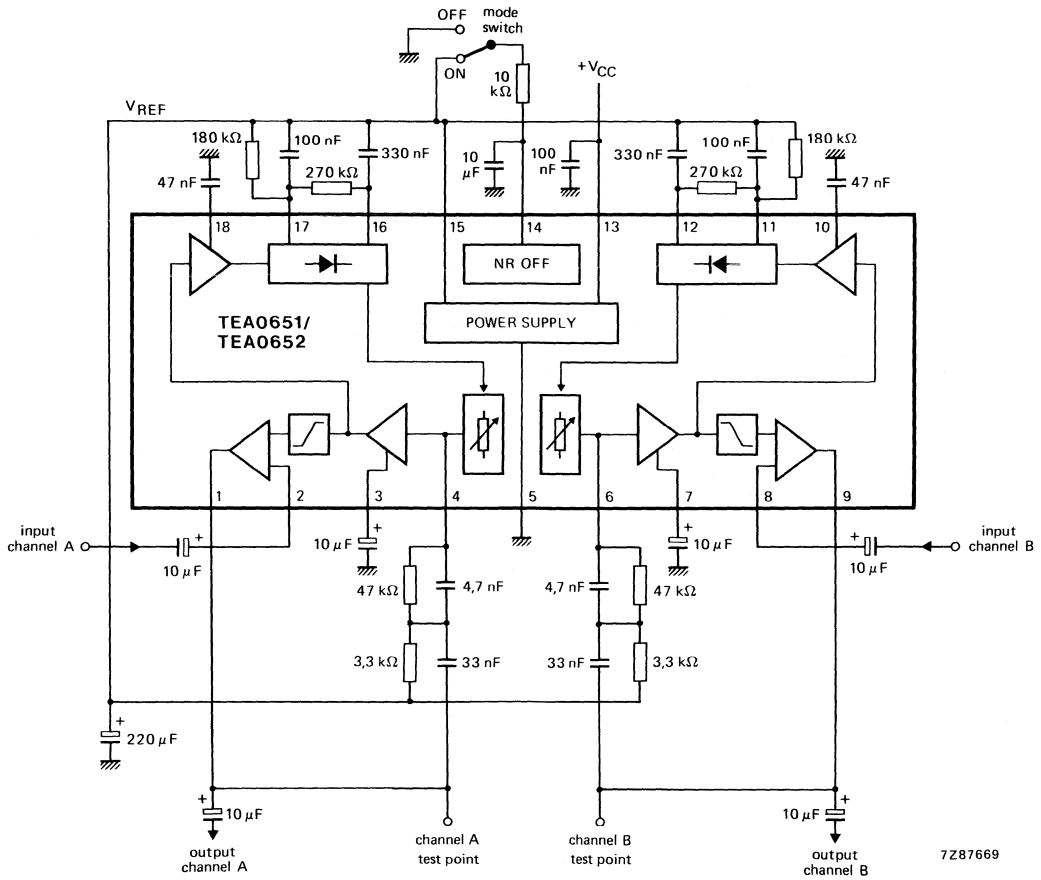 OFF
mode
switch
ON
10
kΩ
+VCC
VREF
180 kΩ
100 nF
330 nF
10
µF
100
nF
330 nF
100 nF
180 kΩ
47 nF
270 kΩ
270 kΩ
47 nF
18
17
16
15
14
13
12
11
10
NR OFF
TEA0651/
TEA0652
POWER SUPPLY
1
2
3
4
5
6
7
8
9
input
channel A
+
10 µF
+
10 µF
+
10 µF
+
10 µF
input
channel B
47 kΩ
4,7 nF
4,7 nF
47 kΩ
3,3 kΩ
33 nF
33 nF
3,3 kΩ
+
220 µF
+
10 µF
output
channel A
channel A
test point
channel B
test point
+
10 µF
output
channel B
7Z87669